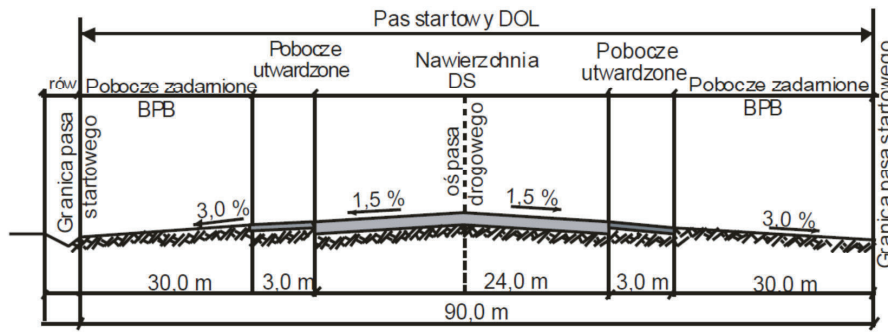 Pas startowy DOL
rów
Pobocze zadarnione
BPB
Pobocze
utwardzone
Nawierzchnia
DS
Pobocze
utwardzone
Pobocze zadarnione
BPB
Granica pasa
startowego
oś pasa
drogowego
Granica pasa startowego
3,0 %
1,5 %
1,5 %
3,0 %
30,0 m
3,0 m
24,0 m
3,0 m
30,0 m
90,0 m